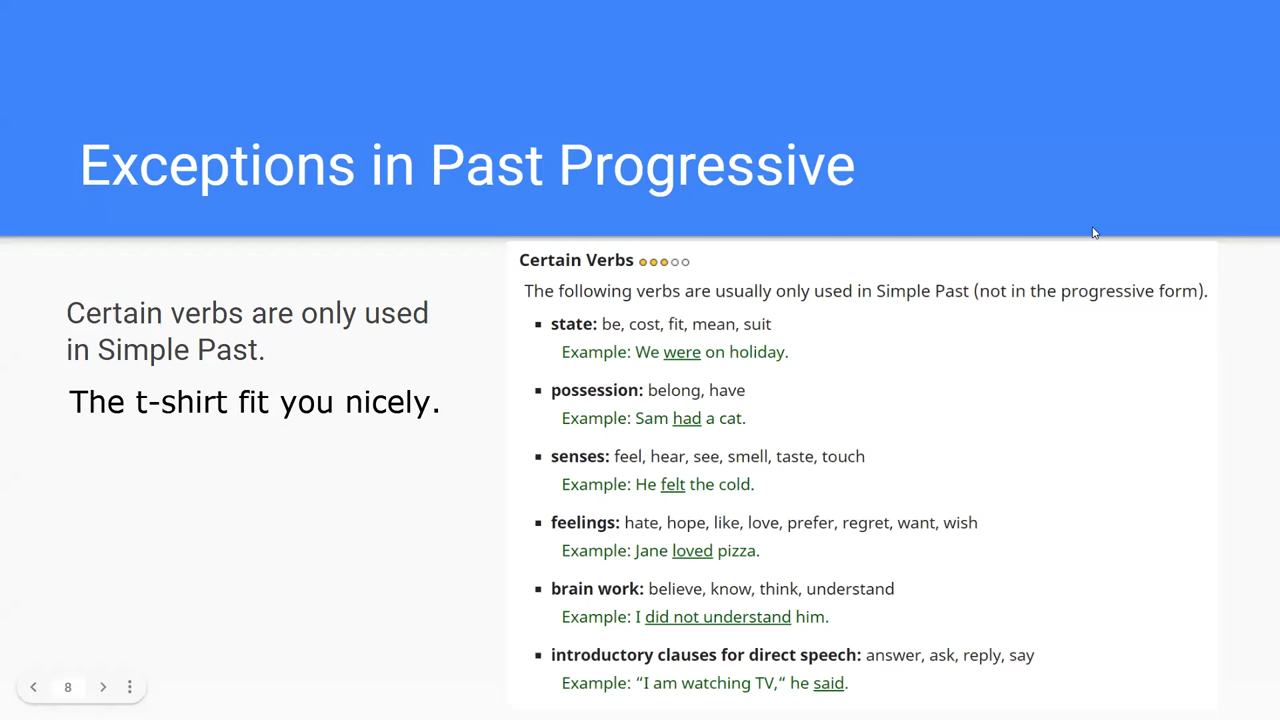 Exceptions in Past Progressive
Certain verbs are only used
in Simple Past.
The t-shirt fit you nicely.
Certain Verbs
The following verbs are usually only used in Simple Past (not in the progressive form).
▪ state: be, cost, fit, mean, suit
Example: We were on holiday.
▪ possession: belong, have
Example: Sam had a cat.
▪ senses: feel, hear, see, smell, taste, touch
Example: He felt the cold.
▪ feelings: hate, hope, like, love, prefer, regret, want, wish
Example: Jane loved pizza.
▪ brain work: believe, know, think, understand
Example: I did not understand him.
▪ introductory clauses for direct speech: answer, ask, reply, say
Example: “I am watching TV,“ he said.
8